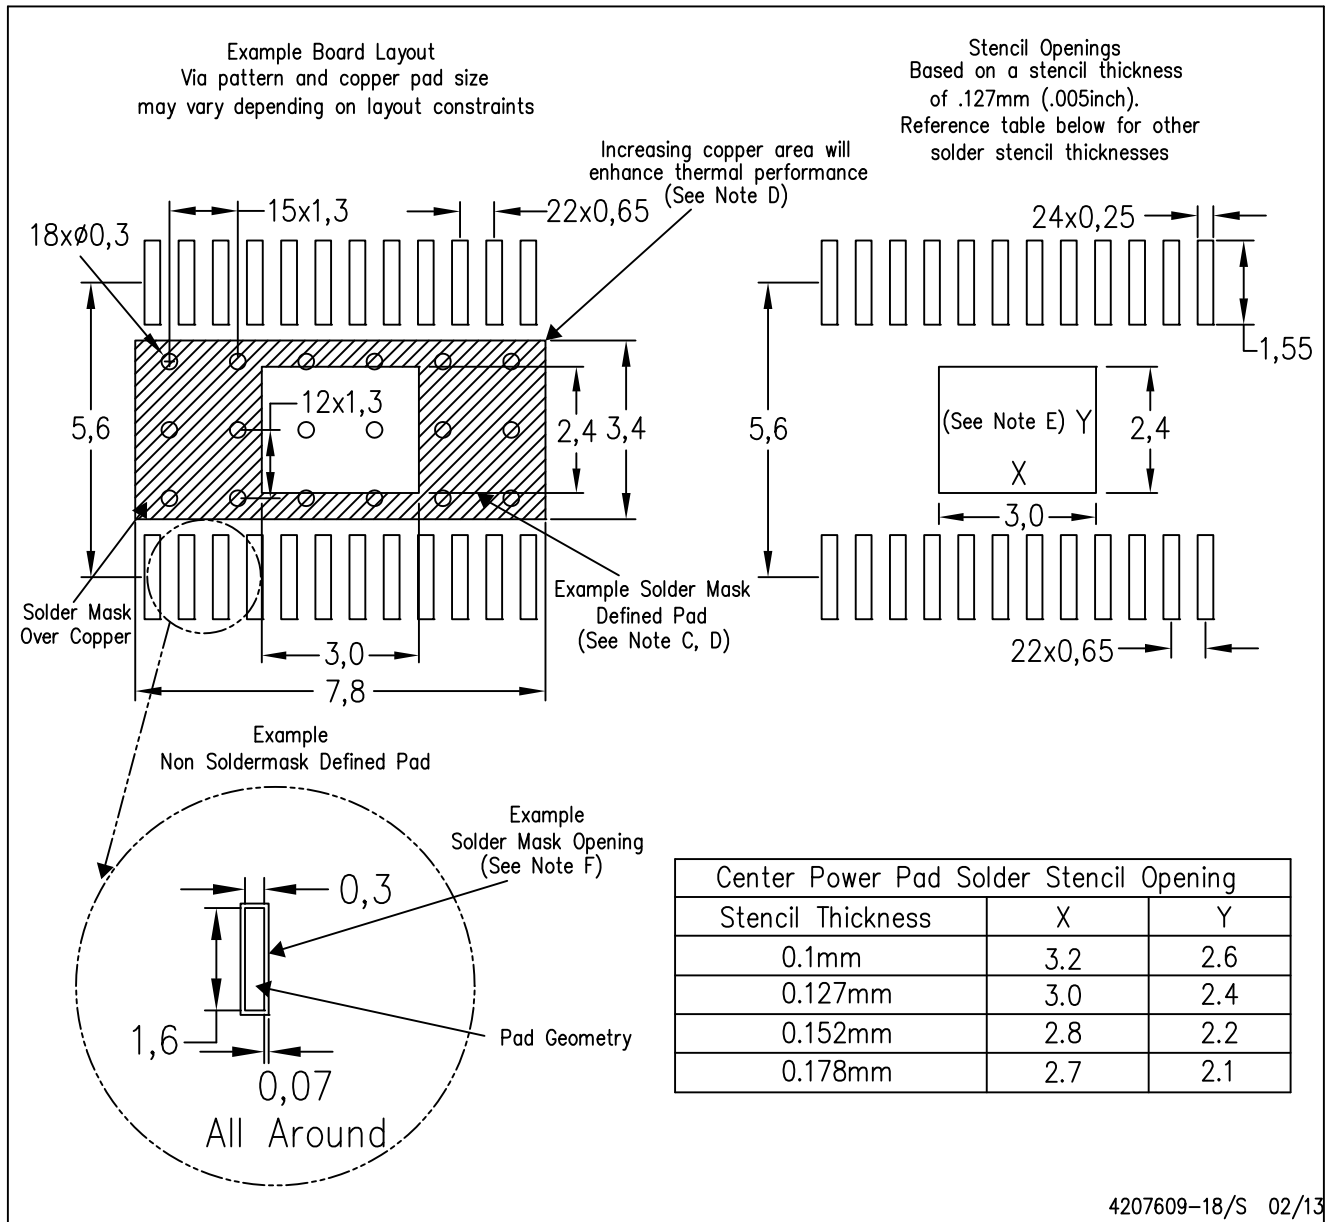 Example Board Layout
Via pattern and copper pad size
may vary depending on layout constraints
Stencil Openings
Based on a stencil thickness
of .127mm (.005inch).
Reference table below for other
solder stencil thicknesses
Increasing copper area will
enhance thermal performance
(See Note D)
15x1,3
22x0,65
18xø0,3
5,6
12x1,3
2,4
3,4
Solder Mask
Over Copper
Example Solder Mask
Defined Pad
(See Note C, D)
3,0
7,8
24x0,25
1,55
5,6
(See Note E)
Y
X
2,4
3,0
22x0,65
Example
Non Soldermask Defined Pad
Example
Solder Mask Opening
(See Note F)
0,3
1,6
Pad Geometry
0,07
All Around
Center Power Pad Solder Stencil Opening
Stencil Thickness X Y
0.1mm 3.2 2.6
0.127mm 3.0 2.4
0.152mm 2.8 2.2
0.178mm 2.7 2.1
4207609-18/S 02/13